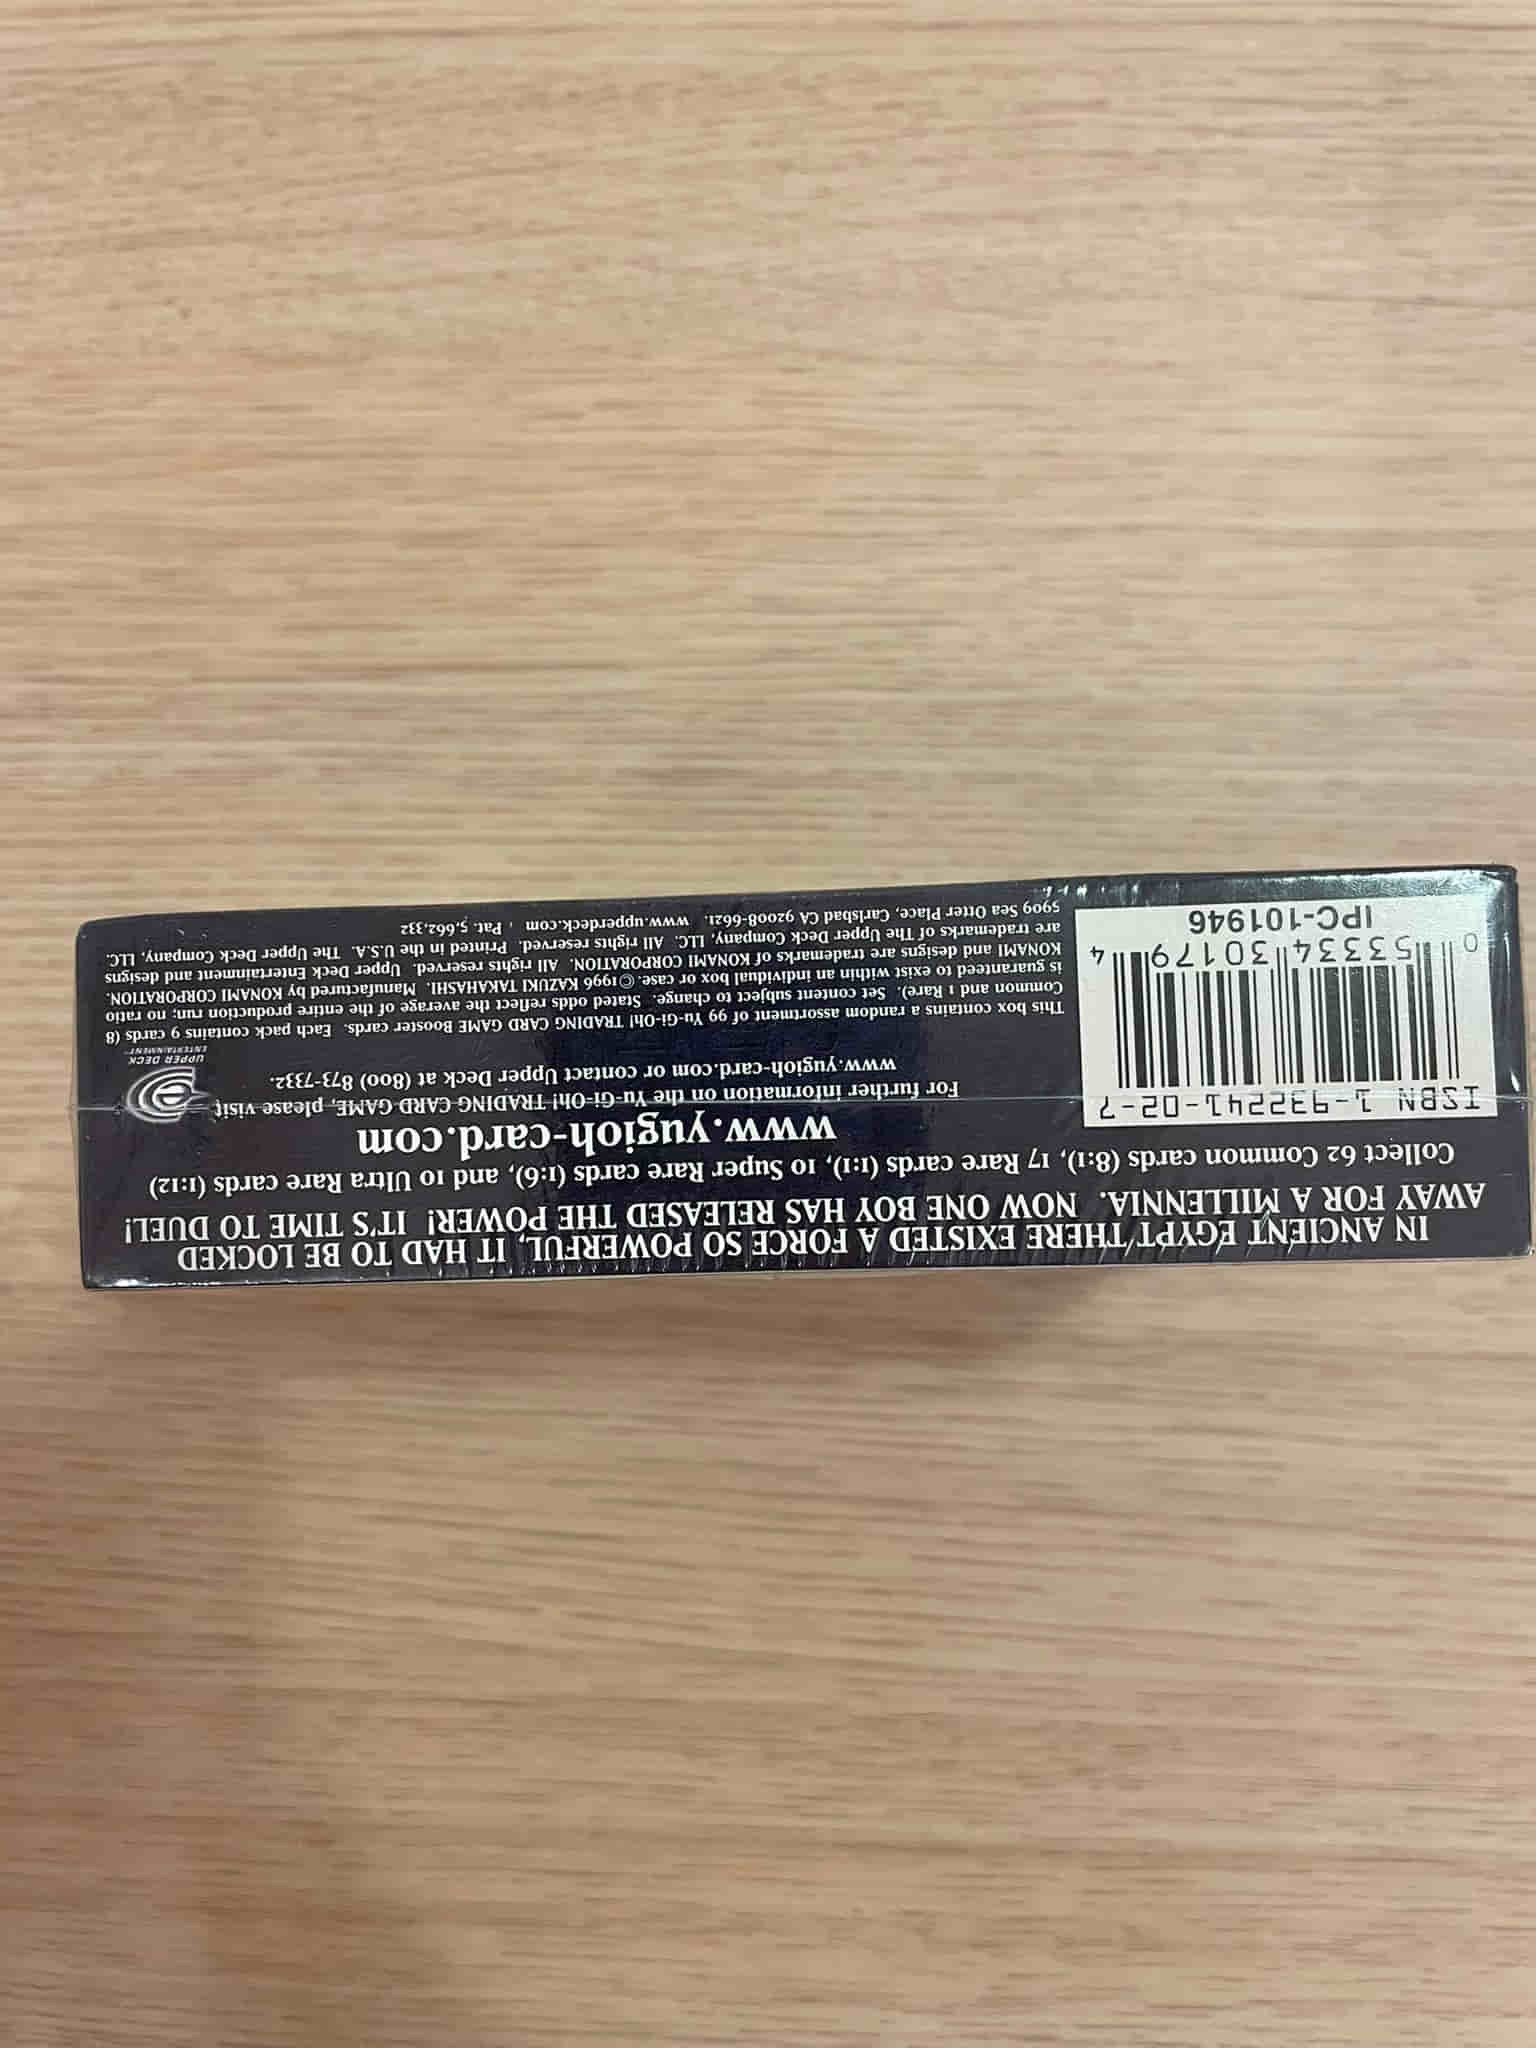 IN ANCIENT EGYPT THERE EXISTED A FORCE SO POWERFUL, IT HAD TO BE LOCKED
AWAY FOR A MILLENNIA. NOW ONE BOY HAS RELEASED THE POWER! IT'S TIME TO DUEL!
Collect 62 Common cards (8:1), 17 Rare cards (1:1), 10 Super Rare cards (1:6), and 10 Ultra Rare cards (1:12)
www.yugioh-card.com
For further information on the Yu-Gi-Oh! TRADING CARD GAME, please visit
www.yugioh-card.com or contact Upper Deck at (800) 873-7332.
UPPER DECK
ENTERTAINMENT
This box contains a random assortment of 99 Yu-Gi-Oh! TRADING CARD GAME Booster cards. Each pack contains 9 cards (8
Common and 1 Rare). Set content subject to change. Stated odds reflect the average of the entire production run; no ratio
is guaranteed to exist within an individual box or case. © 1996 KAZUKI TAKAHASHI. Manufactured by KONAMI CORPORATION.
KONAMI and designs are trademarks of KONAMI CORPORATION. All rights reserved. Upper Deck Entertainment and designs
are trademarks of The Upper Deck Company, LLC. All rights reserved. Printed in the U.S.A. The Upper Deck Company, LLC.
5909 Sea Otter Place, Carlsbad CA 92008-6621. www.upperdeck.com Pat. 5,662,332
ISBN 1-932241-02-7
0 53334 30179 4
IPC-101946